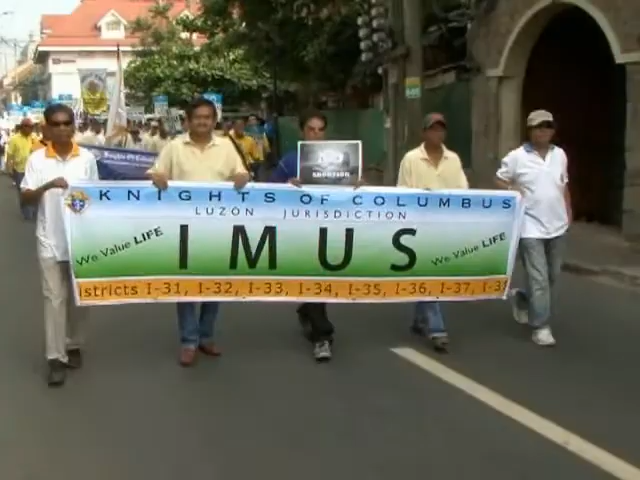 KNIGHTS OF COLUMBUS
LUZON JURISDICTION
We Value LIFE
IMUS
We Value LIFE
istricts I-31, I-32, I-33, I-34, I-35, I-36, I-37, I-3